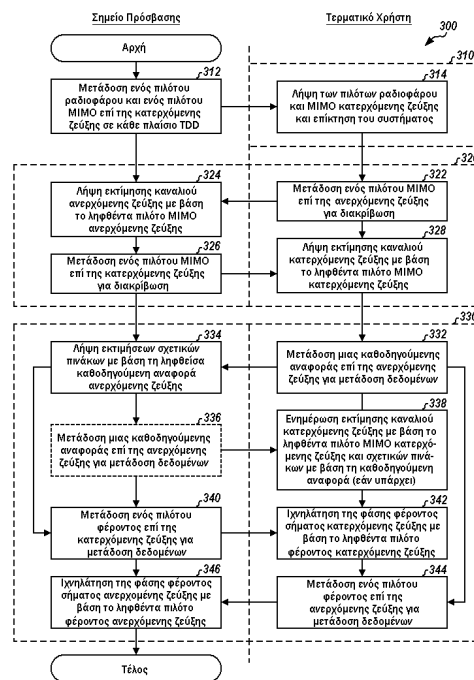 Σημείο Πρόσβασης
Τερματικό Χρήστη
300
Αρχή
310
312
Μετάδοση ενός πιλότου
ραδιοφάρου και ενός πιλότου
MIMO επί της κατερχόμενης
ζεύξης σε κάθε πλαίσιο TDD
314
Λήψη των πιλότων ραδιοφάρου
και MIMO κατερχόμενης ζεύξης
και επίκτηση του συστήματος
320
324
Λήψη εκτίμησης καναλιού
ανερχόμενης ζεύξης με βάση
το ληφθέντα πιλότο MIMO
ανερχόμενης ζεύξης
322
Μετάδοση ενός πιλότου MIMO
επί της ανερχόμενης ζεύξης
για διακρίβωση
326
Μετάδοση ενός πιλότου MIMO
επί της κατερχόμενης ζεύξης
για διακρίβωση
328
Λήψη εκτίμησης καναλιού
κατερχόμενης ζεύξης με βάση
το ληφθέντα πιλότο MIMO
κατερχόμενης ζεύξης
330
334
Λήψη εκτιμήσεων σχετικών
πινάκων με βάση τη ληφθείσα
καθοδηγούμενη αναφορά
ανερχόμενης ζεύξης
332
Μετάδοση μιας καθοδηγούμενης
αναφοράς επί της ανερχόμενης
ζεύξης για μετάδοση δεδομένων
336
Μετάδοση μιας καθοδηγούμενης
αναφοράς επί της ανερχόμενης
ζεύξης για μετάδοση δεδομένων
338
Ενημέρωση εκτίμησης καναλιού
κατερχόμενης ζεύξης με βάση το
ληφθέντα πιλότο MIMO κατερχό-
μενης ζεύξης και σχετικών πινά-
κων με βάση τη καθοδηγούμενη
αναφορά (εάν υπάρχει)
340
Μετάδοση ενός πιλότου
φέροντος επί της
κατερχόμενης ζεύξης για
μετάδοση δεδομένων
342
Ιχνηλάτηση της φάσης φέροντος
σήματος κατερχόμενης ζεύξης με
βάση το ληφθέντα πιλότο
φέροντος κατερχόμενης ζεύξης
346
Ιχνηλάτηση της φάσης φέροντος
σήματος ανερχομένης ζεύξης με
βάση το ληφθέντα πιλότο
φέροντος ανερχόμενης ζεύξης
344
Μετάδοση ενός πιλότου
φέροντος επί της
ανερχόμενης ζεύξης για
μετάδοση δεδομένων
Τέλος